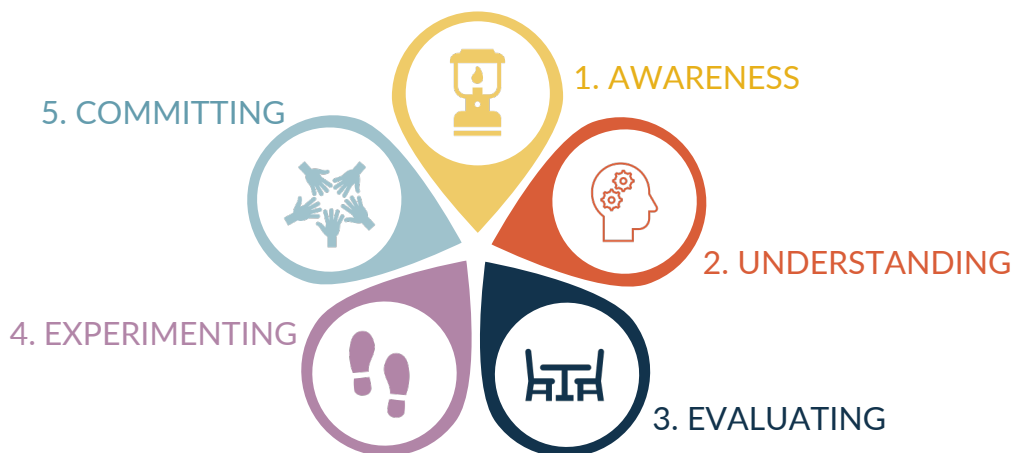 1. AWARENESS
2. UNDERSTANDING
3. EVALUATING
4. EXPERIMENTING
5. COMMITTING